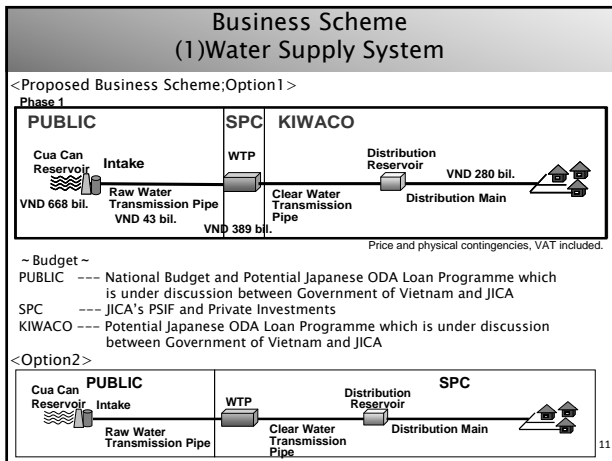 Business Scheme
(1)Water Supply System
<Proposed Business Scheme;Option1>
Phase 1
PUBLIC SPC KIWACO
Cua Can
Reservoir
Intake
WTP
Distribution
Reservoir
VND 280 bil.
VND 668 bil.
Raw Water
Transmission Pipe
VND 43 bil.
VND 389 bil.
Clear Water
Transmission
Pipe
Distribution Main
Price and physical contingencies, VAT included.
~Budget~
PUBLIC --- National Budget and Potential Japanese ODA Loan Programme which
is under discussion between Government of Vietnam and JICA
SPC --- JICA's PSIF and Private Investments
KIWACO --- Potential Japanese ODA Loan Programme which is under discussion
between Government of Vietnam and JICA
<Option2>
PUBLIC SPC
Cua Can
Reservoir
Intake
WTP
Distribution
Reservoir
Raw Water
Transmission Pipe
Clear Water
Transmission
Pipe
Distribution Main
11